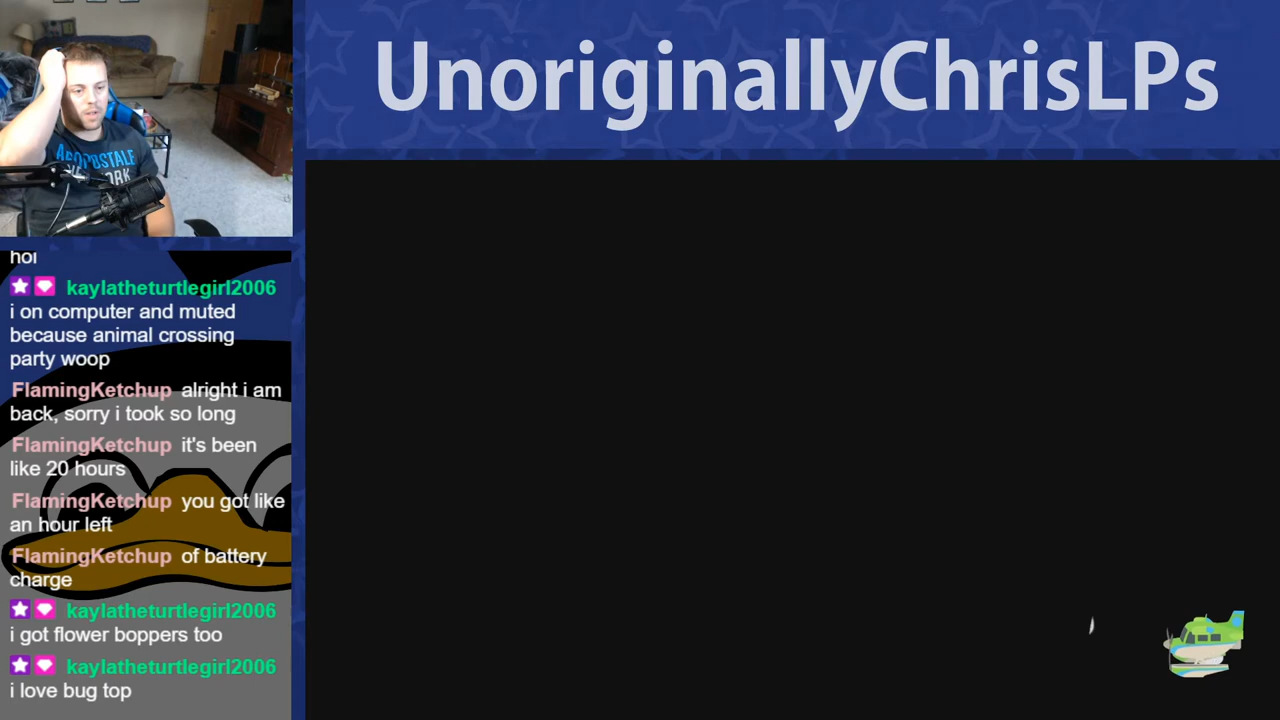 UnoriginallyChrisLPs
hoi
kaylatheturtlegirl2006
i on computer and muted
because animal crossing
party woop
FlamingKetchup alright i am
back, sorry i took so long
FlamingKetchup it's been
like 20 hours
FlamingKetchup you got like
an hour left
FlamingKetchup of battery
charge
kaylatheturtlegirl2006
i got flower boppers too
kaylatheturtlegirl2006
i love bug top